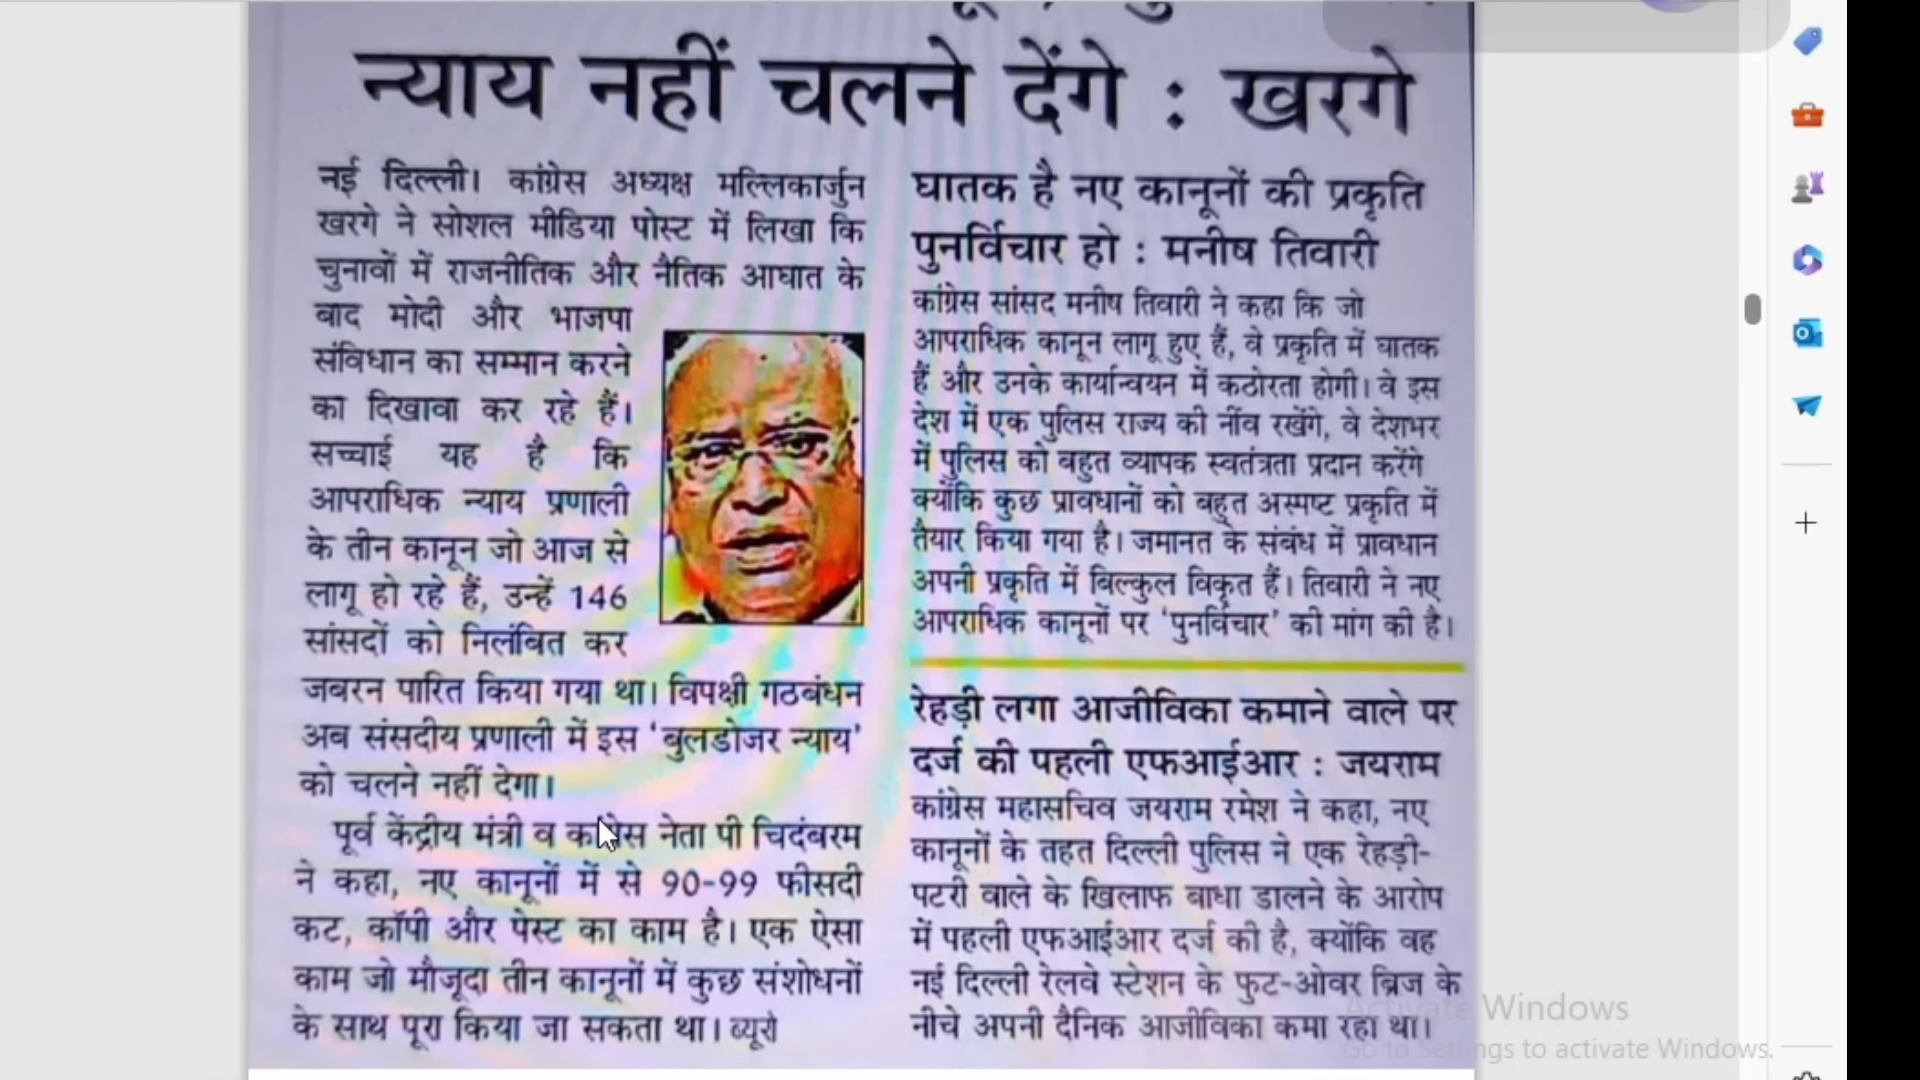 न्याय नहीं चलने देंगे : खरगे
नई दिल्ली। कांग्रेस अध्यक्ष मल्लिकार्जुन
खरगे ने सोशल मीडिया पोस्ट में लिखा कि
चुनावों में राजनीतिक और नैतिक आघात के
बाद मोदी और भाजपा
संविधान का सम्मान करने
का दिखावा कर रहे हैं।
सच्चाई यह है कि
आपराधिक न्याय प्रणाली
के तीन कानून जो आज से
लागू हो रहे हैं, उन्हें 146
सांसदों को निलंबित कर
जबरन पारित किया गया था। विपक्षी गठबंधन
अब संसदीय प्रणाली में इस ‘बुलडोजर न्याय’
को चलने नहीं देगा।
पूर्व केंद्रीय मंत्री व कांग्रेस नेता पी चिदंबरम
ने कहा, नए कानूनों में से 90-99 फीसदी
कट, कॉपी और पेस्ट का काम है। एक ऐसा
काम जो मौजूदा तीन कानूनों में कुछ संशोधनों
के साथ पूरा किया जा सकता था। ब्यूरो
घातक है नए कानूनों की प्रकृति
पुनर्विचार हो : मनीष तिवारी
कांग्रेस सांसद मनीष तिवारी ने कहा कि जो
आपराधिक कानून लागू हुए हैं, वे प्रकृति में घातक
हैं और उनके कार्यान्वयन में कठोरता होगी। वे इस
देश में एक पुलिस राज्य की नींव रखेंगे, वे देशभर
में पुलिस को बहुत व्यापक स्वतंत्रता प्रदान करेंगे
क्योंकि कुछ प्रावधानों को बहुत अस्पष्ट प्रकृति में
तैयार किया गया है। जमानत के संबंध में प्रावधान
अपनी प्रकृति में बिल्कुल विकृत हैं। तिवारी ने नए
आपराधिक कानूनों पर ‘पुनर्विचार’ की मांग की है।
रेहड़ी लगा आजीविका कमाने वाले पर
दर्ज की पहली एफआईआर : जयराम
कांग्रेस महासचिव जयराम रमेश ने कहा, नए
कानूनों के तहत दिल्ली पुलिस ने एक रेहड़ी-
पटरी वाले के खिलाफ बाधा डालने के आरोप
में पहली एफआईआर दर्ज की है, क्योंकि वह
नई दिल्ली रेलवे स्टेशन के फुट-ओवर ब्रिज के
नीचे अपनी दैनिक आजीविका कमा रहा था।
Activate Windows
Go to Settings to activate Windows.